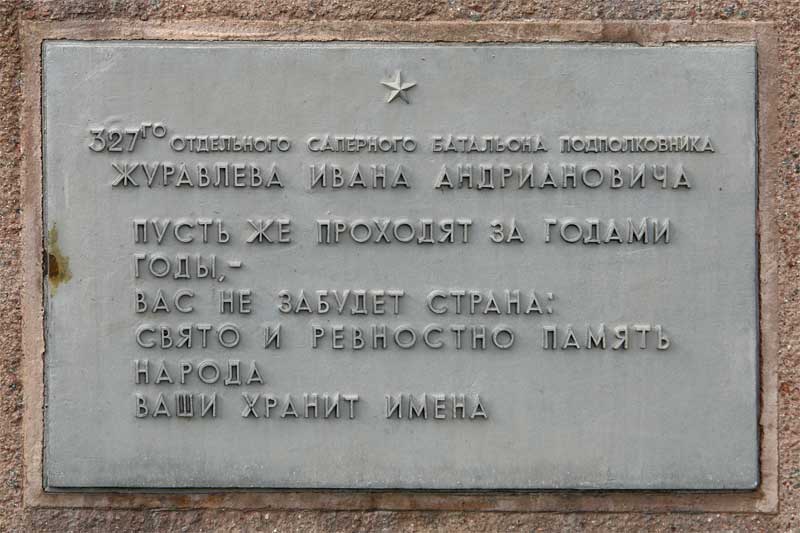 327ГО ОТДЕЛЬНОГО САПЕРНОГО БАТАЛЬОНА ПОДПОЛКОВНИКА
ЖУРАВЛЕВА ИВАНА АНДРИАНОВИЧА
ПУСТЬ ЖЕ ПРОХОДЯТ ЗА ГОДАМИ
ГОДЫ,-
ВАС НЕ ЗАБУДЕТ СТРАНА:
СВЯТО И РЕВНОСТНО ПАМЯТЬ
НАРОДА
ВАШИ ХРАНИТ ИМЕНА